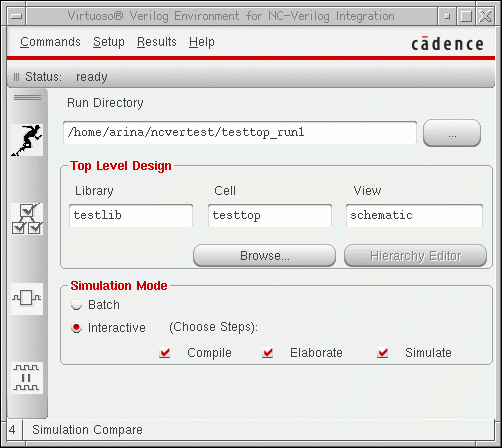 Virtuoso® Verilog Environment for NC-Verilog Integration
Commands Setup Results Help
cādence
Status: ready
Run Directory
/home/arina/ncvertest/testtop_run1
...
Top Level Design
Library Cell View
testlib testtop schematic
Browse... Hierarchy Editor
Simulation Mode
Batch
Interactive (Choose Steps):
Compile Elaborate Simulate
4 Simulation Compare